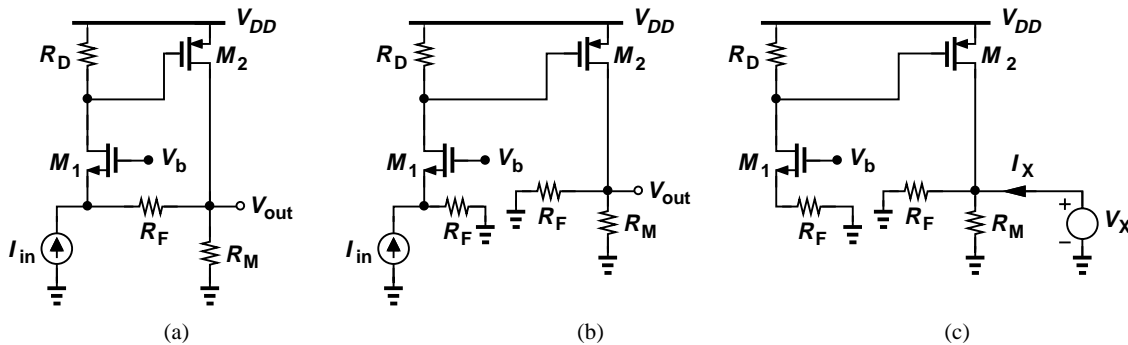 V_DD
R_D
M_2
M_1
V_b
R_F
V_out
I_in
R_M
(a)
V_DD
R_D
M_2
M_1
V_b
R_F
R_F
V_out
I_in
R_M
(b)
V_DD
R_D
M_2
M_1
V_b
I_X
R_F
R_F
R_M
+
−
V_X
(c)